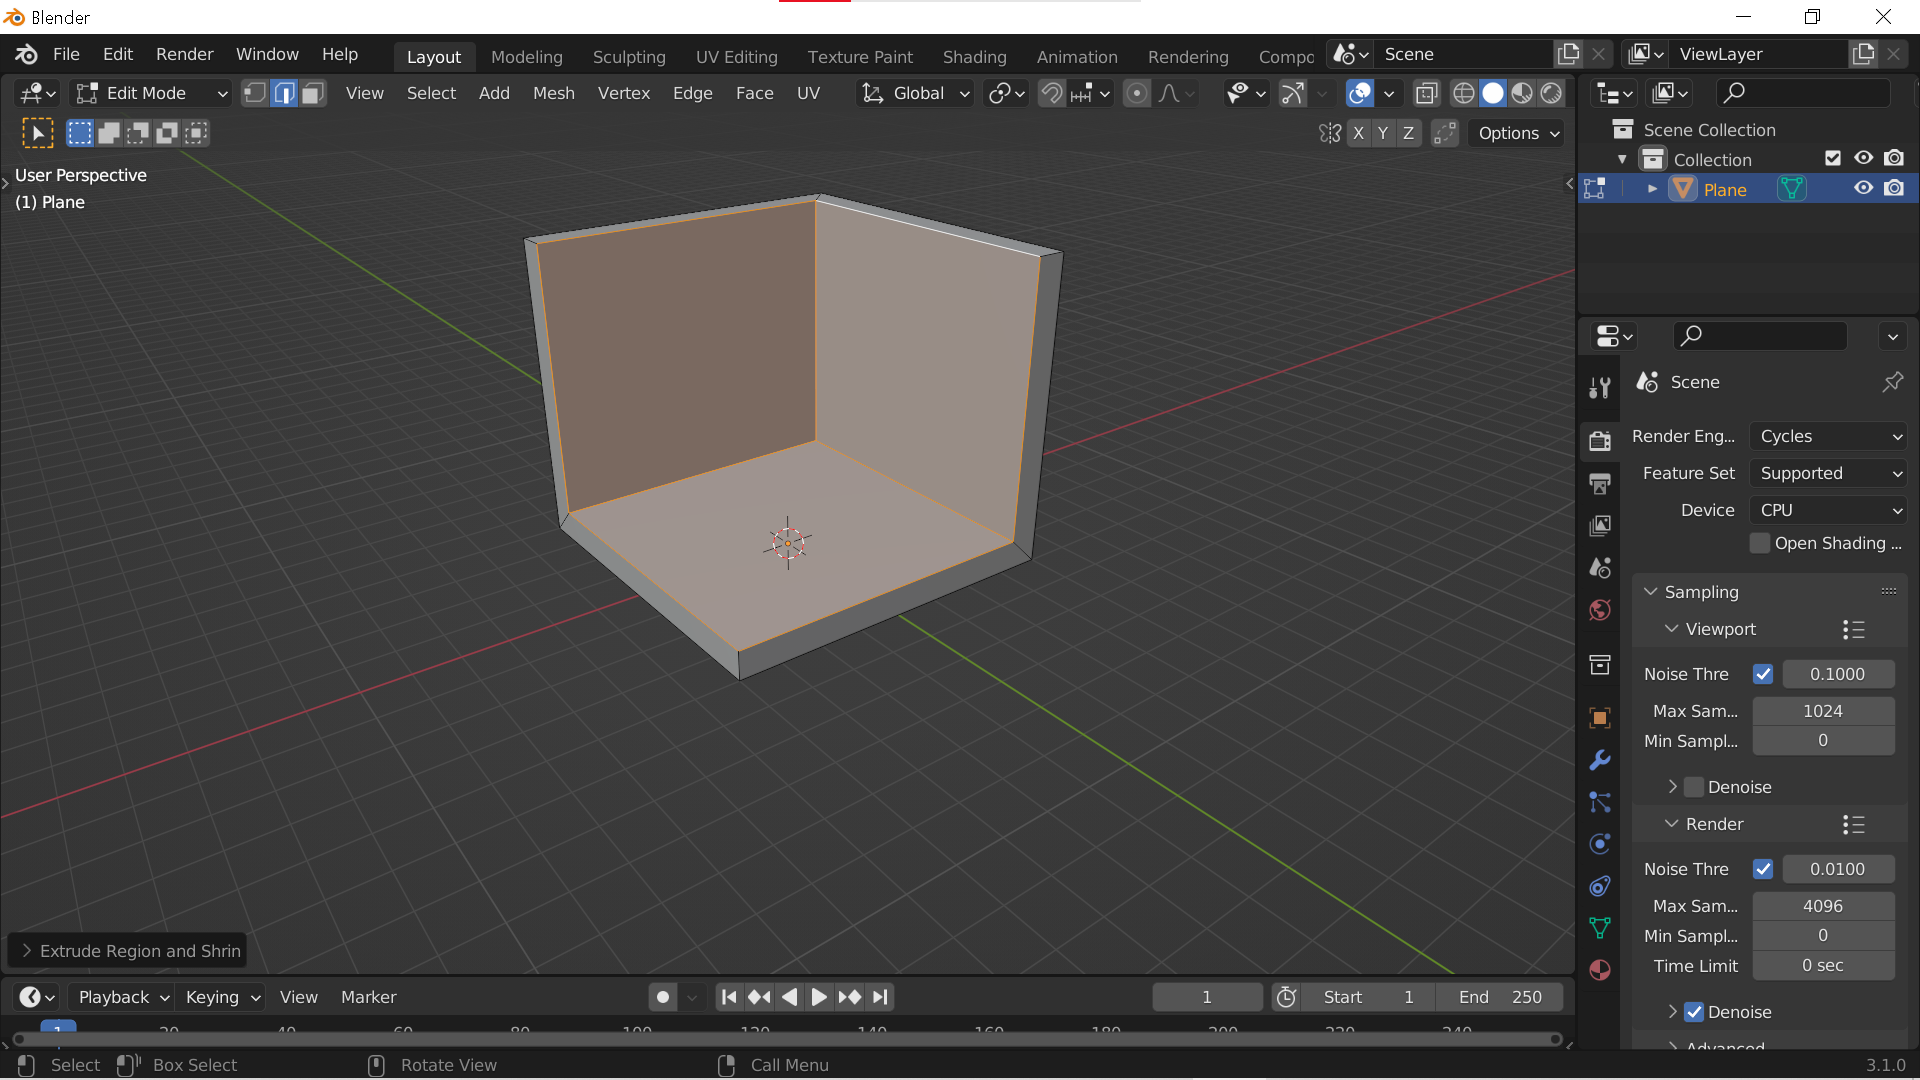 Blender
File Edit Render Window Help
Layout Modeling Sculpting UV Editing Texture Paint Shading Animation Rendering Compo
Scene
ViewLayer
Edit Mode
View Select Add Mesh Vertex Edge Face UV
Global
X Y Z
Options
User Perspective
(1) Plane
Scene Collection
Collection
Plane
Scene
Render Eng... Cycles
Feature Set Supported
Device CPU
Open Shading ...
Sampling
Viewport
Noise Thre 0.1000
Max Sam... 1024
Min Sampl... 0
Denoise
Render
Noise Thre 0.0100
Max Sam... 4096
Min Sampl... 0
Time Limit 0 sec
Denoise
Advanced
Extrude Region and Shrin
Playback Keying View Marker
1
Start 1
End 250
1 20 40 60 80 100 120 140 160 180 200 220 240
Select Box Select Rotate View Call Menu
3.1.0